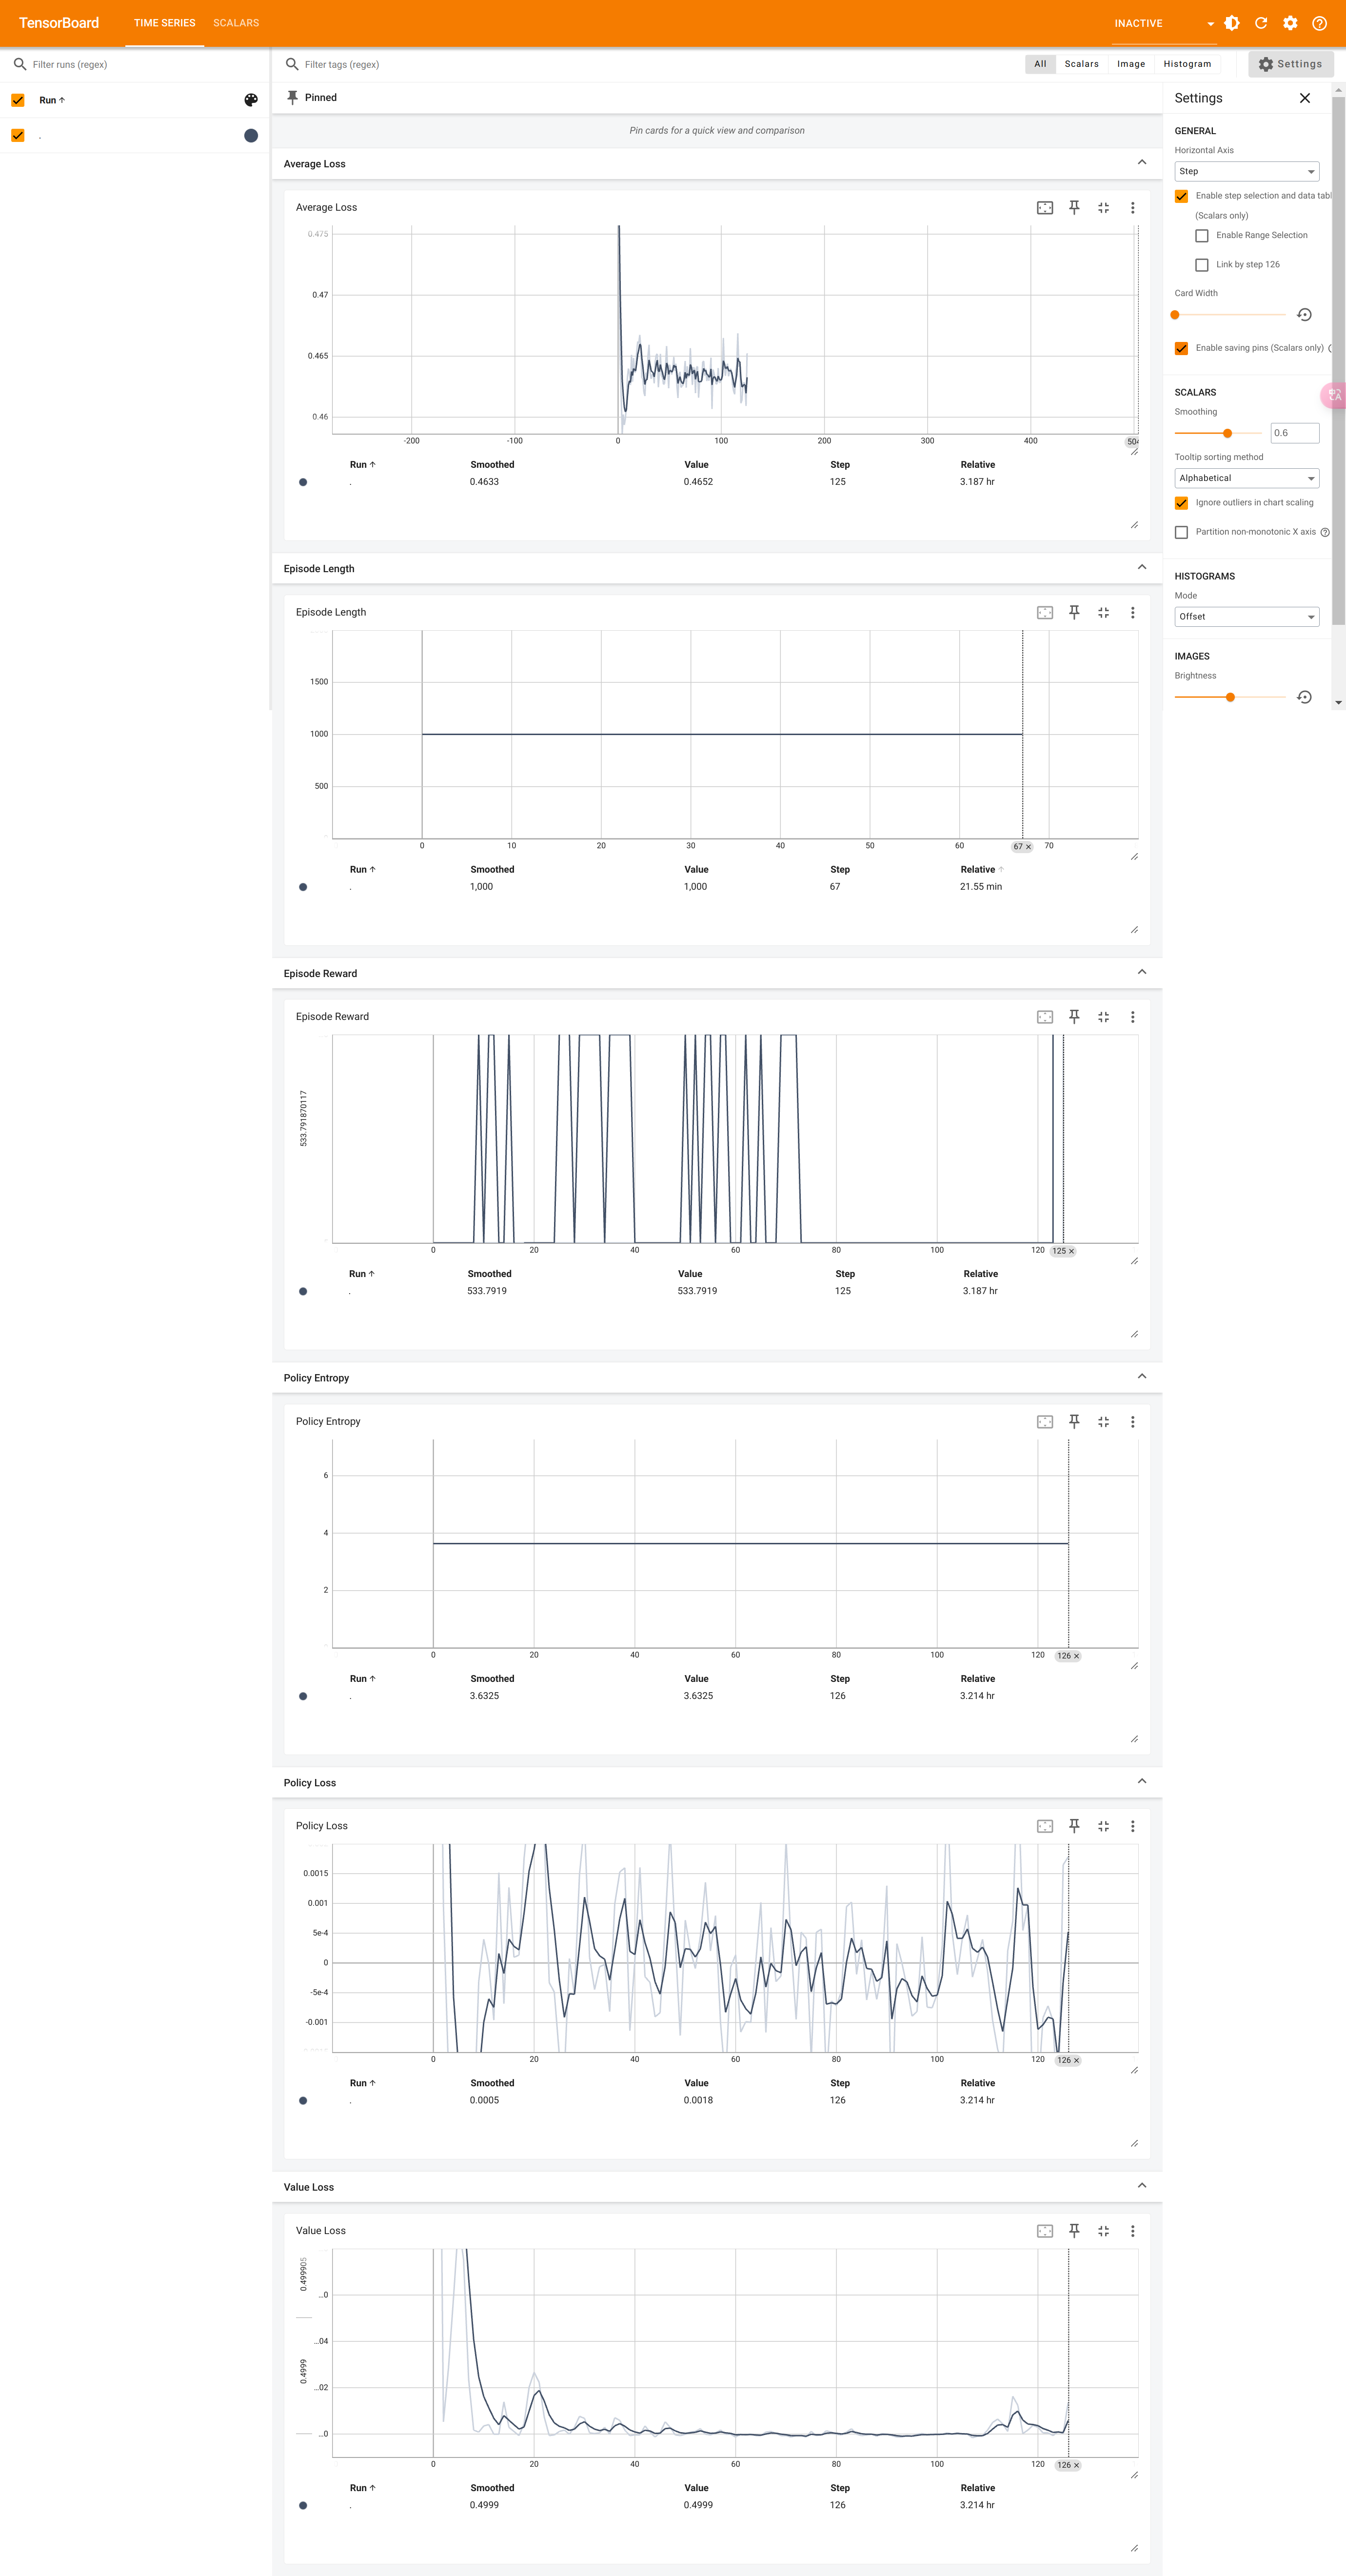 TensorBoard
TIME SERIES
SCALARS
INACTIVE
Filter runs (regex)
Filter tags (regex)
All
Scalars
Image
Histogram
Settings
Run
.
Pinned
Pin cards for a quick view and comparison
Average Loss
Average Loss
0.475
0.47
0.465
0.46
-200 -100 0 100 200 300 400 504
Run Smoothed Value Step Relative
. 0.4633 0.4652 125 3.187 hr
Episode Length
Episode Length
1500
1000
500
0 10 20 30 40 50 60 67 70
Run Smoothed Value Step Relative
. 1,000 1,000 67 21.55 min
Episode Reward
Episode Reward
533.791870117
0 20 40 60 80 100 120 125
Run Smoothed Value Step Relative
. 533.7919 533.7919 125 3.187 hr
Policy Entropy
Policy Entropy
6
4
2
0 20 40 60 80 100 120 126
Run Smoothed Value Step Relative
. 3.6325 3.6325 126 3.214 hr
Policy Loss
Policy Loss
0.0015
0.001
5e-4
0
-5e-4
-0.001
0 20 40 60 80 100 120 126
Run Smoothed Value Step Relative
. 0.0005 0.0018 126 3.214 hr
Value Loss
Value Loss
0.499905
...0
...04
0.4999
...02
...0
0 20 40 60 80 100 120 126
Run Smoothed Value Step Relative
. 0.4999 0.4999 126 3.214 hr
Settings
GENERAL
Horizontal Axis
Step
Enable step selection and data tabl
(Scalars only)
Enable Range Selection
Link by step 126
Card Width
Enable saving pins (Scalars only)
SCALARS
Smoothing
0.6
Tooltip sorting method
Alphabetical
Ignore outliers in chart scaling
Partition non-monotonic X axis
HISTOGRAMS
Mode
Offset
IMAGES
Brightness